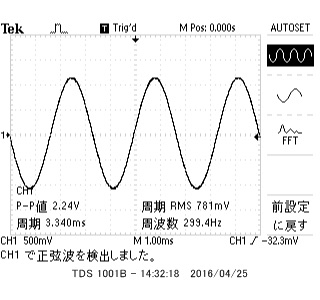 Tek T Trig'd M Pos: 0.000s AUTOSET
1
FFT
CH1
P-P値 2.24V 周期 RMS 781mV
周期 3.340ms 周波数 299.4Hz
前設定
に戻す
CH1 500mV M 1.00ms CH1 -32.3mV
CH1 で正弦波を検出しました。
TDS 1001B - 14:32:18 2016/04/25